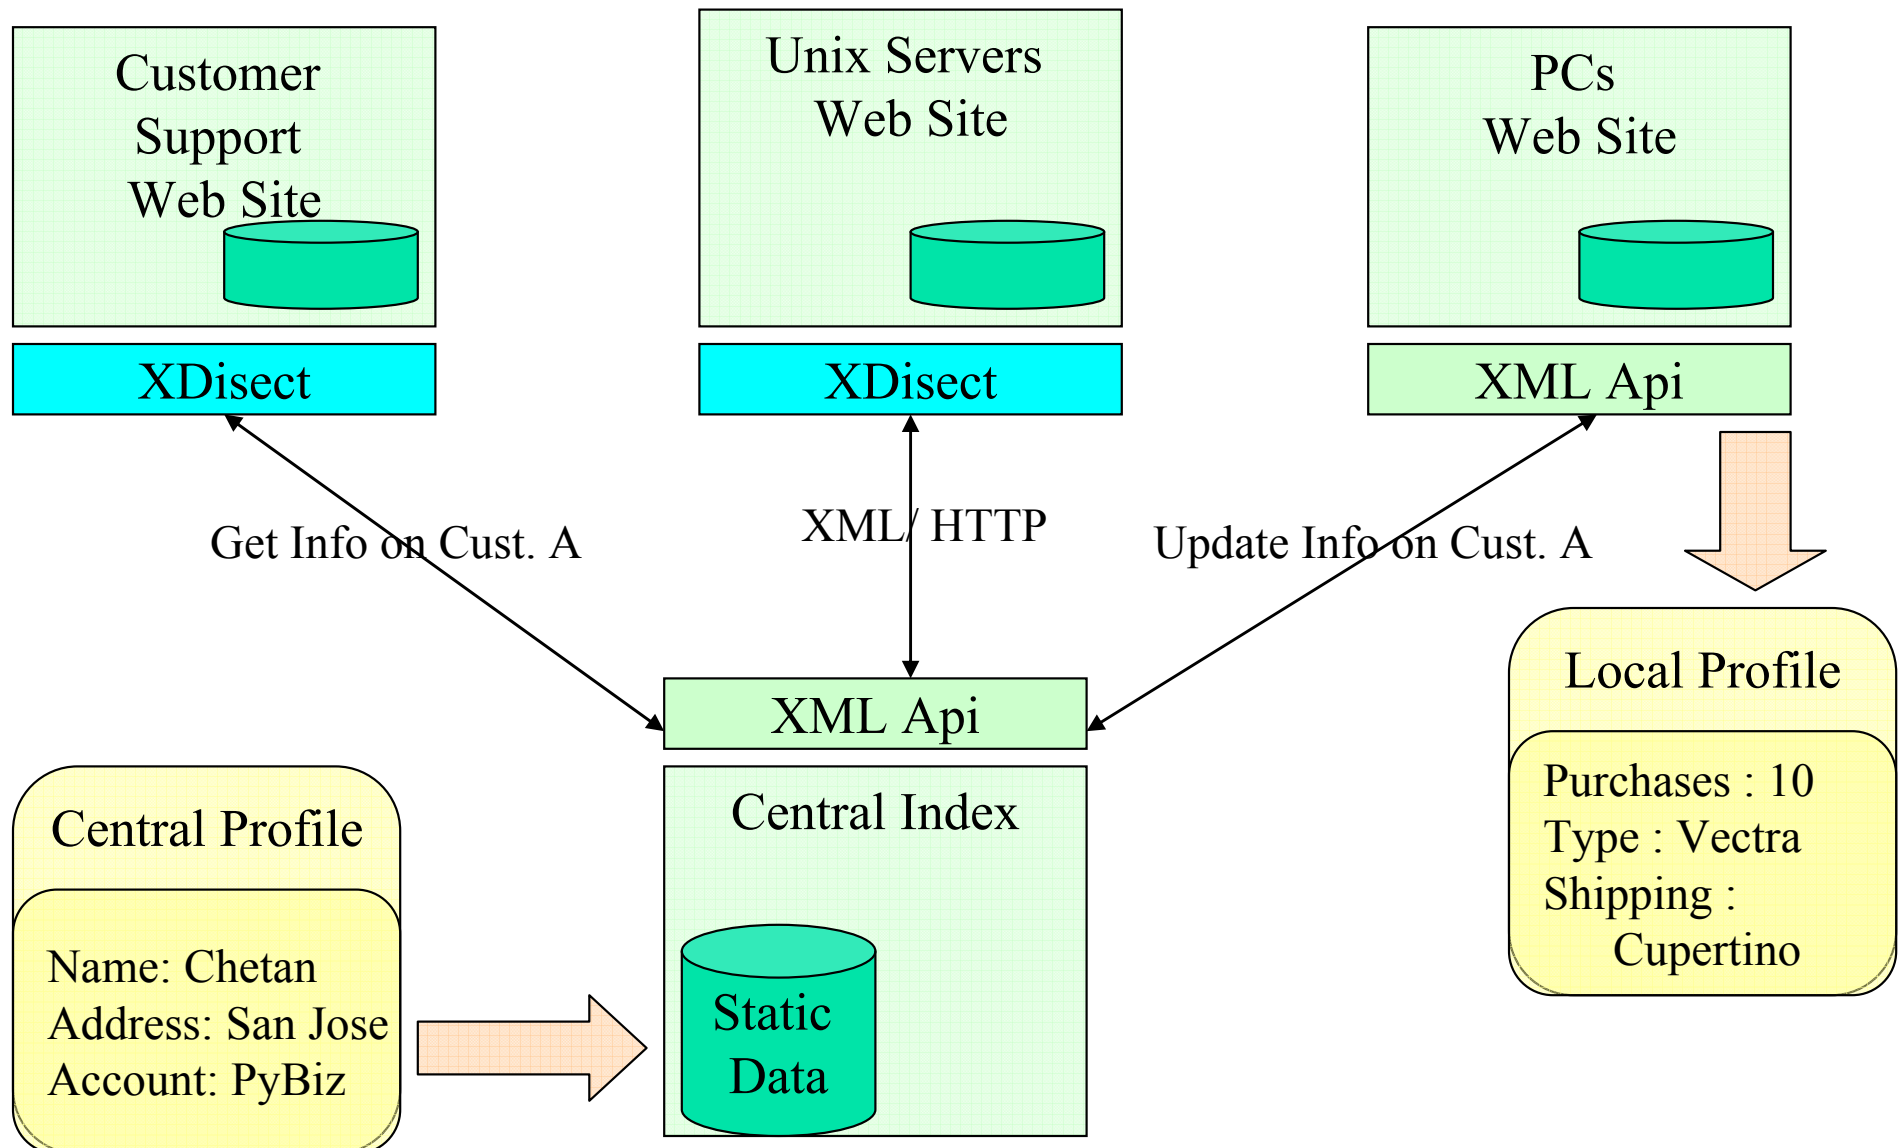 Customer
Support
Web Site
Unix Servers
Web Site
PCs
Web Site
XDisect
XDisect
XML Api
Get Info on Cust. A
XML/ HTTP
Update Info on Cust. A
XML Api
Central Index
Static
Data
Central Profile
Name: Chetan
Address: San Jose
Account: PyBiz
Local Profile
Purchases : 10
Type : Vectra
Shipping :
Cupertino